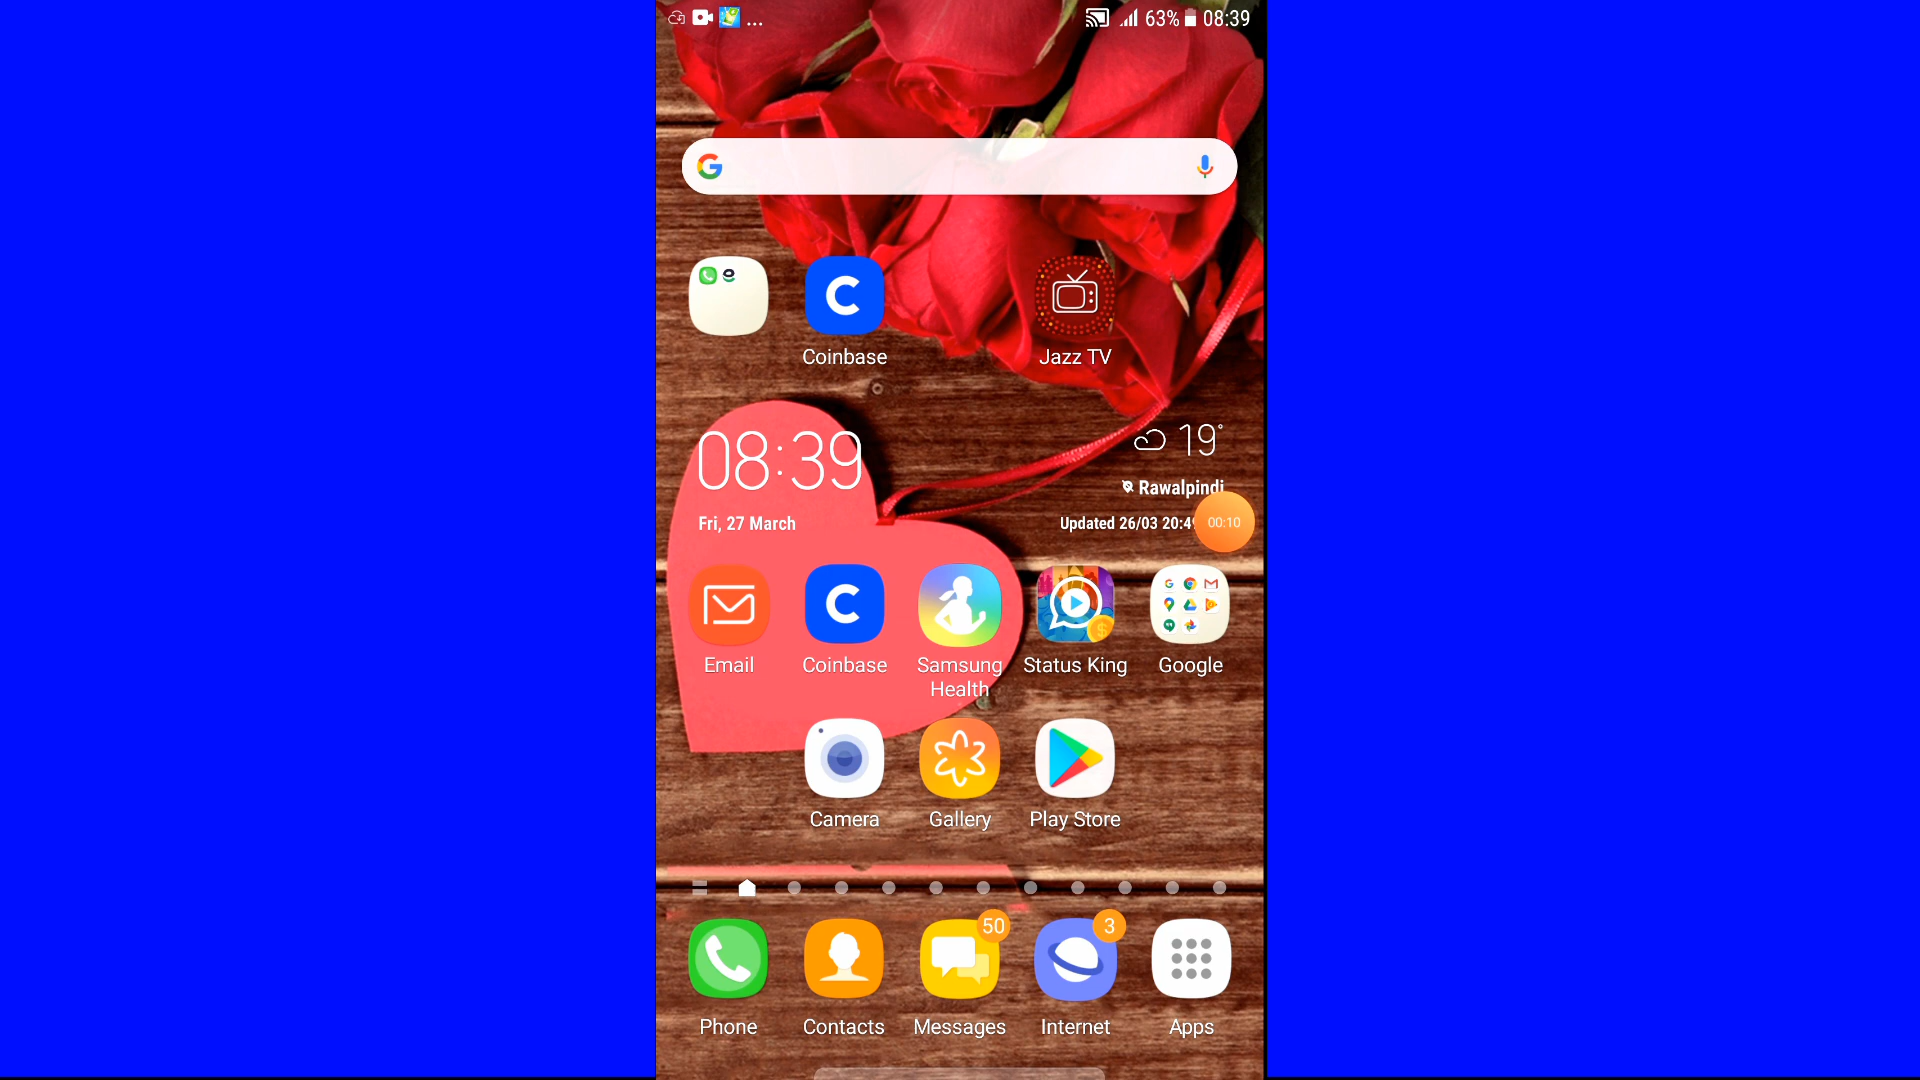 ... 63% 08:39
Coinbase Jazz TV
08:39 19°
Rawalpindi
Fri, 27 March Updated 26/03 20:4
00:10
Email Coinbase Samsung Health Status King Google
Camera Gallery Play Store
50 3
Phone Contacts Messages Internet Apps